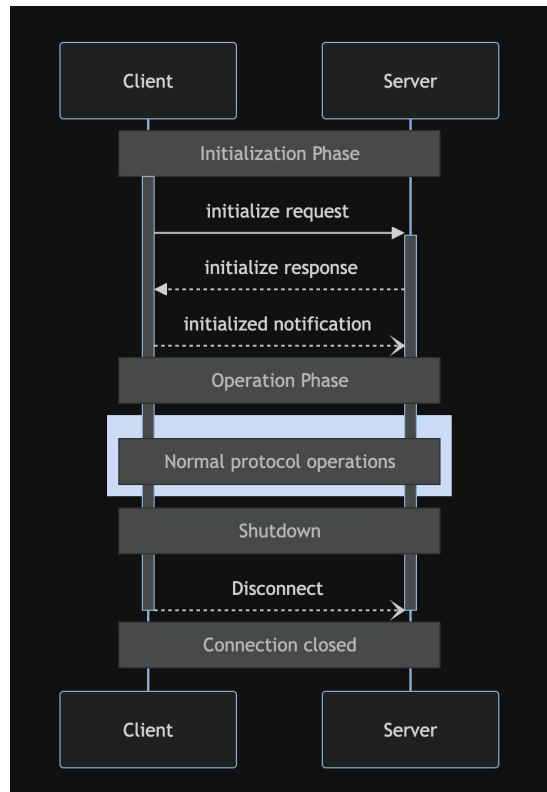 Client
Server
Initialization Phase
initialize request
initialize response
initialized notification
Operation Phase
Normal protocol operations
Shutdown
Disconnect
Connection closed
Client
Server